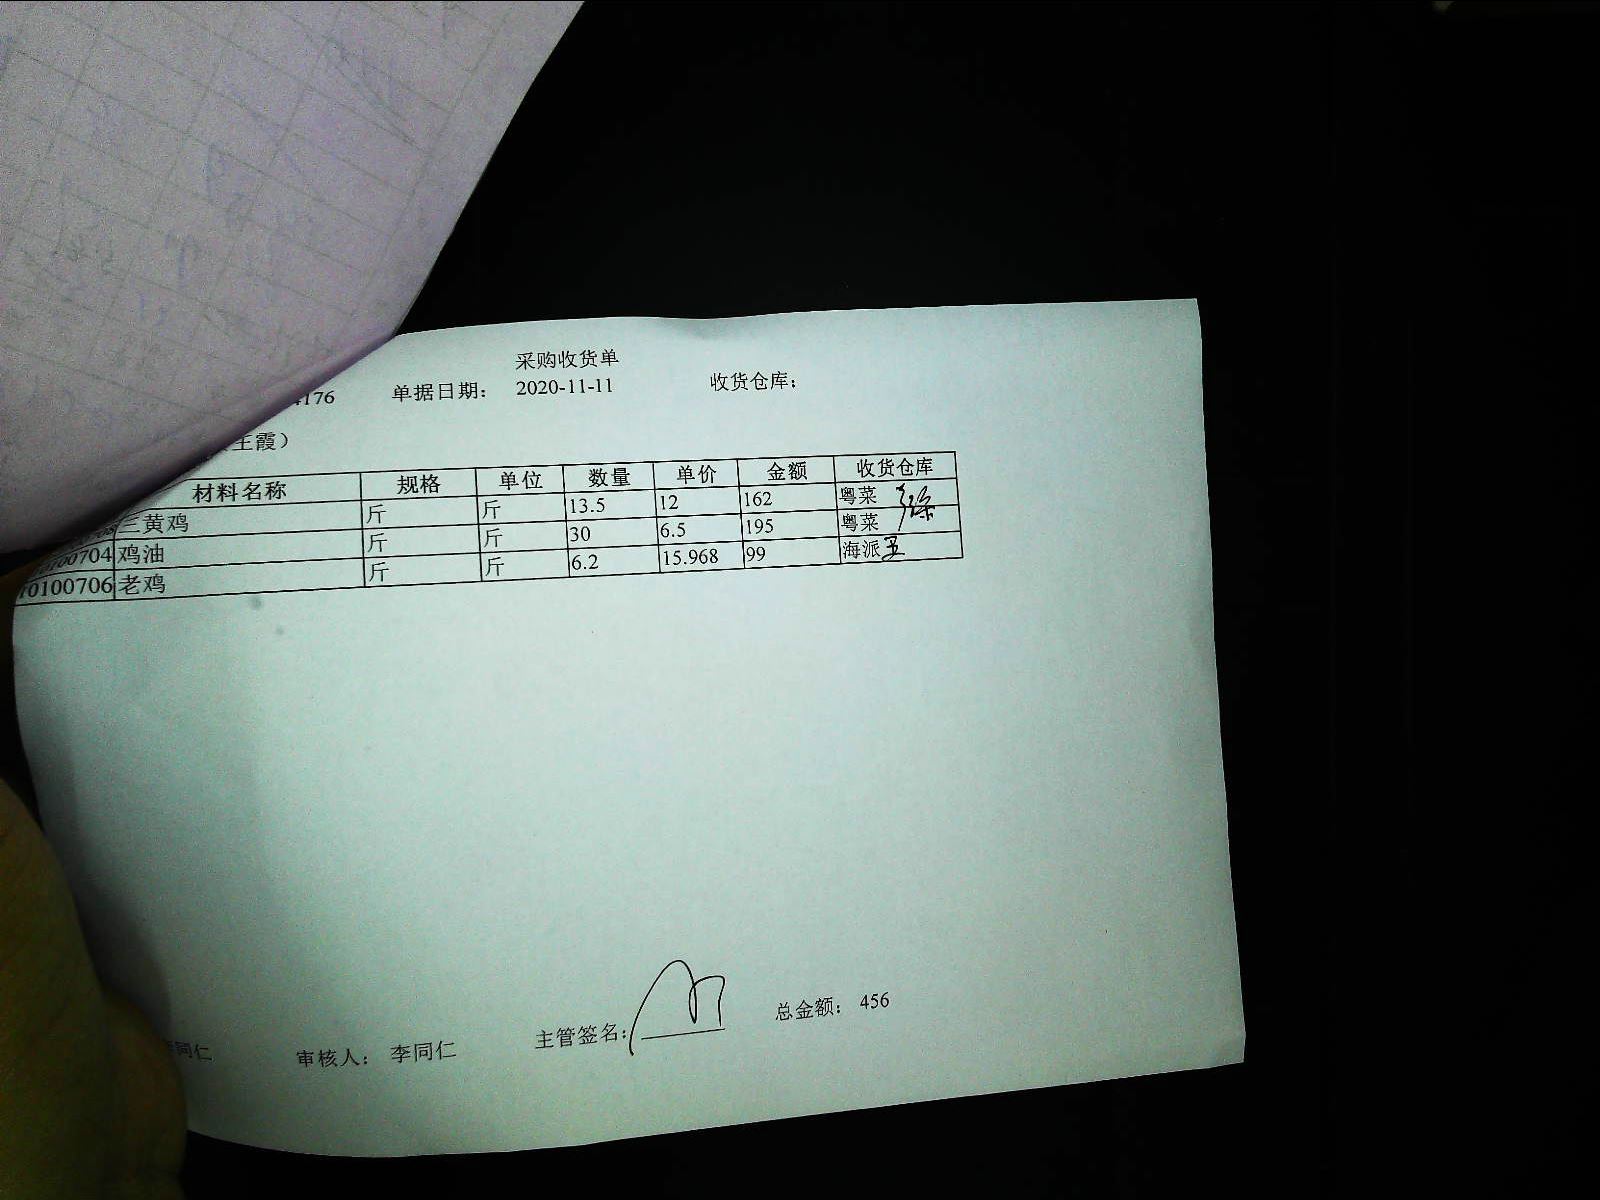 采购收货单
4176 单据日期： 2020-11-11 收货仓库：
王霞）
材料名称 规格 单位 数量 单价 金额 收货仓库
三黄鸡 斤 斤 13.5 12 162 粤菜
00704 鸡油 斤 斤 30 6.5 195 粤菜
0100706 老鸡 斤 斤 6.2 15.968 99 海派
同仁 审核人： 李同仁 主管签名： 总金额： 456